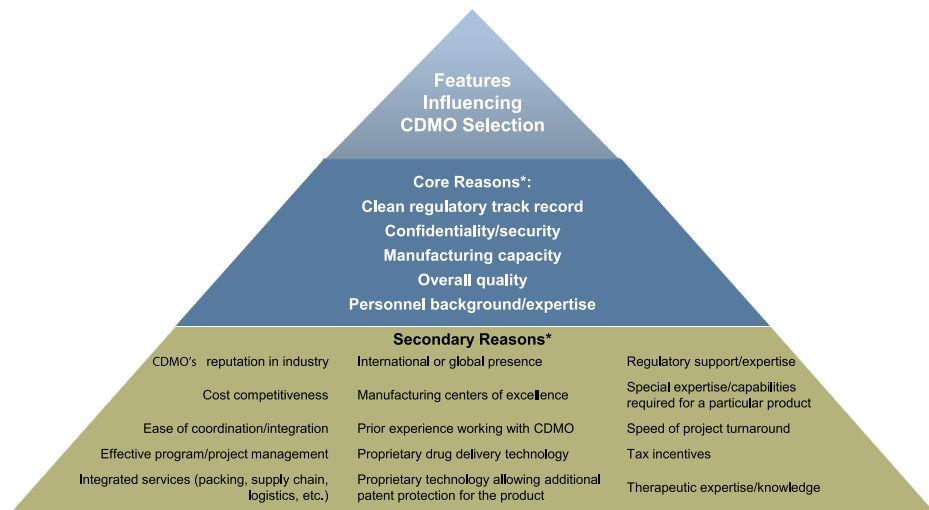 Features
Influencing
CDMO Selection
Core Reasons*:
Clean regulatory track record
Confidentiality/security
Manufacturing capacity
Overall quality
Personnel background/expertise
Secondary Reasons*
CDMO's reputation in industry
Cost competitiveness
Ease of coordination/integration
Effective program/project management
Integrated services (packing, supply chain,
logistics, etc.)
International or global presence
Manufacturing centers of excellence
Prior experience working with CDMO
Proprietary drug delivery technology
Proprietary technology allowing additional
patent protection for the product
Regulatory support/expertise
Special expertise/capabilities
required for a particular product
Speed of project turnaround
Tax incentives
Therapeutic expertise/knowledge